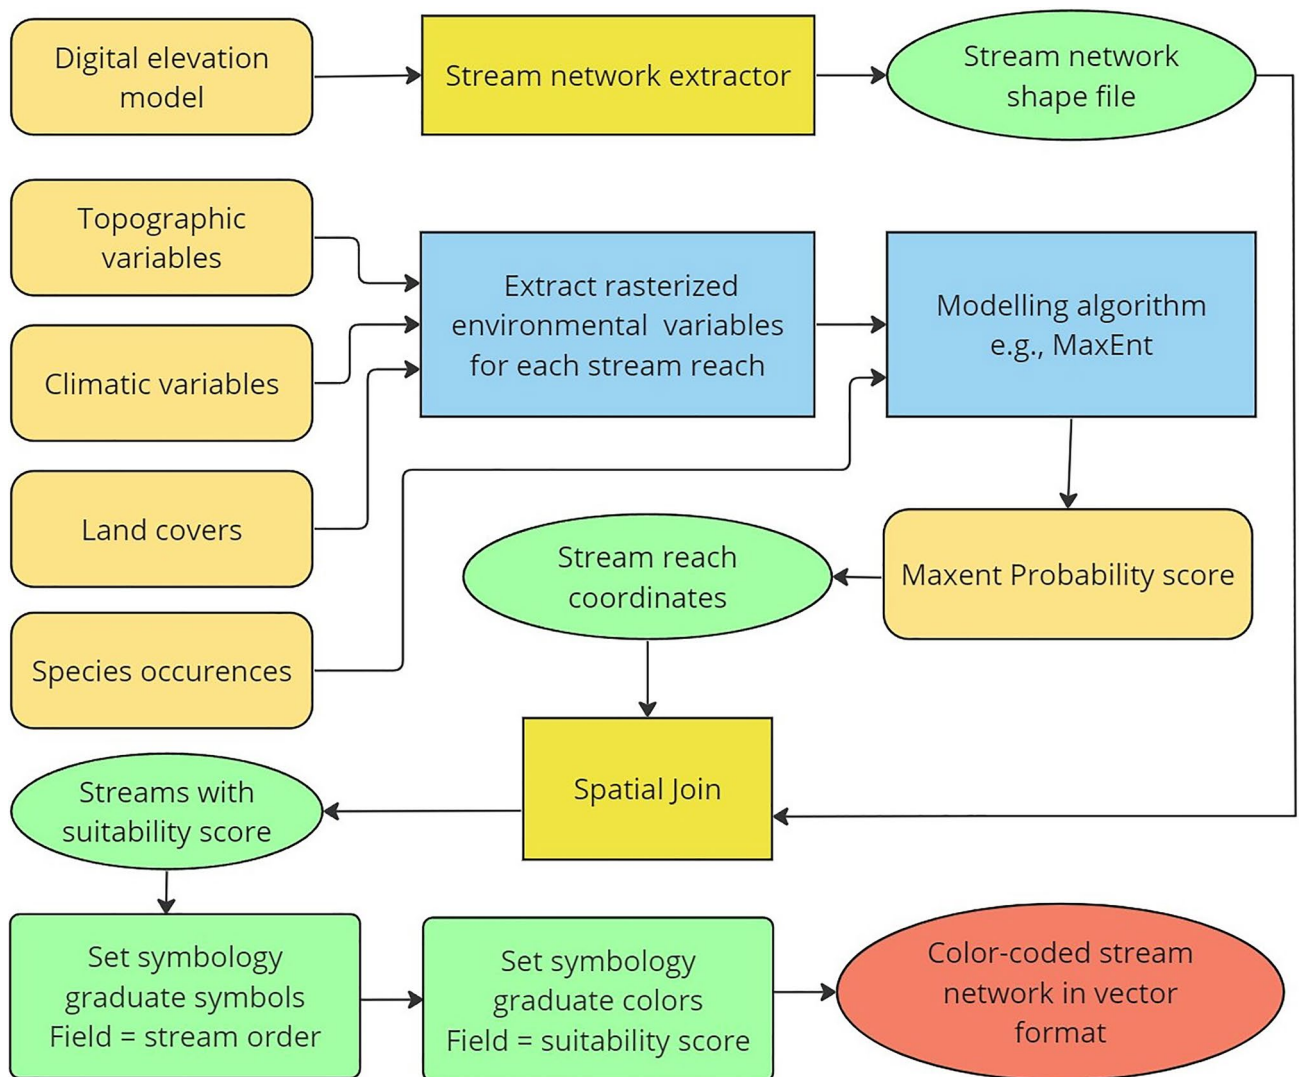 Digital elevation
model
Stream network extractor
Stream network
shape file
Topographic
variables
Climatic variables
Land covers
Species occurences
Extract rasterized
environmental variables
for each stream reach
Modelling algorithm
e.g., MaxEnt
Maxent Probability score
Stream reach
coordinates
Spatial Join
Streams with
suitability score
Set symbology
graduate symbols
Field = stream order
Set symbology
graduate colors
Field = suitability score
Color-coded stream
network in vector
format